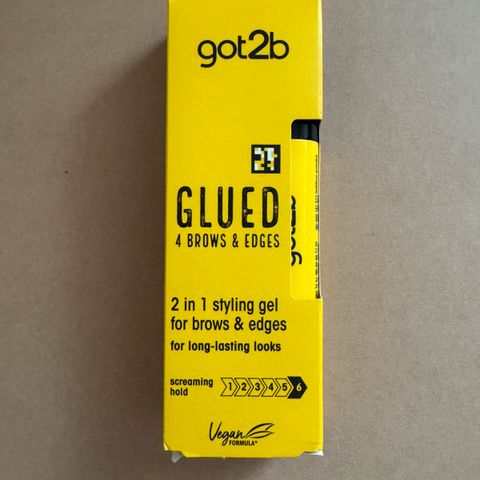 got2b
GLUED
4 BROWS & EDGES
got2b
2 in 1 styling gel
for brows & edges
for long-lasting looks
screaming
hold
1 2 3 4 5 6
Vegan
FORMULA*